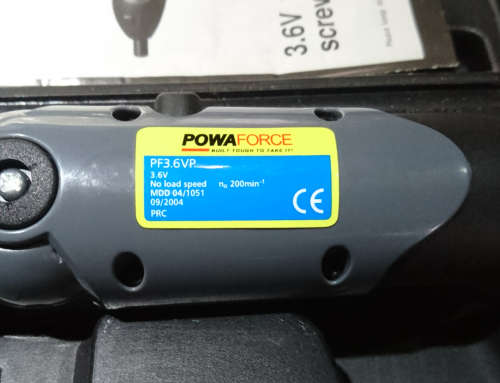 3.6V
screw
POWAFORCE
BUILT TOUGH TO TAKE IT!
PF3.6VP
3.6V
No load speed n₀ 200min⁻¹
MDD 04/1051
09/2004
PRC
CE